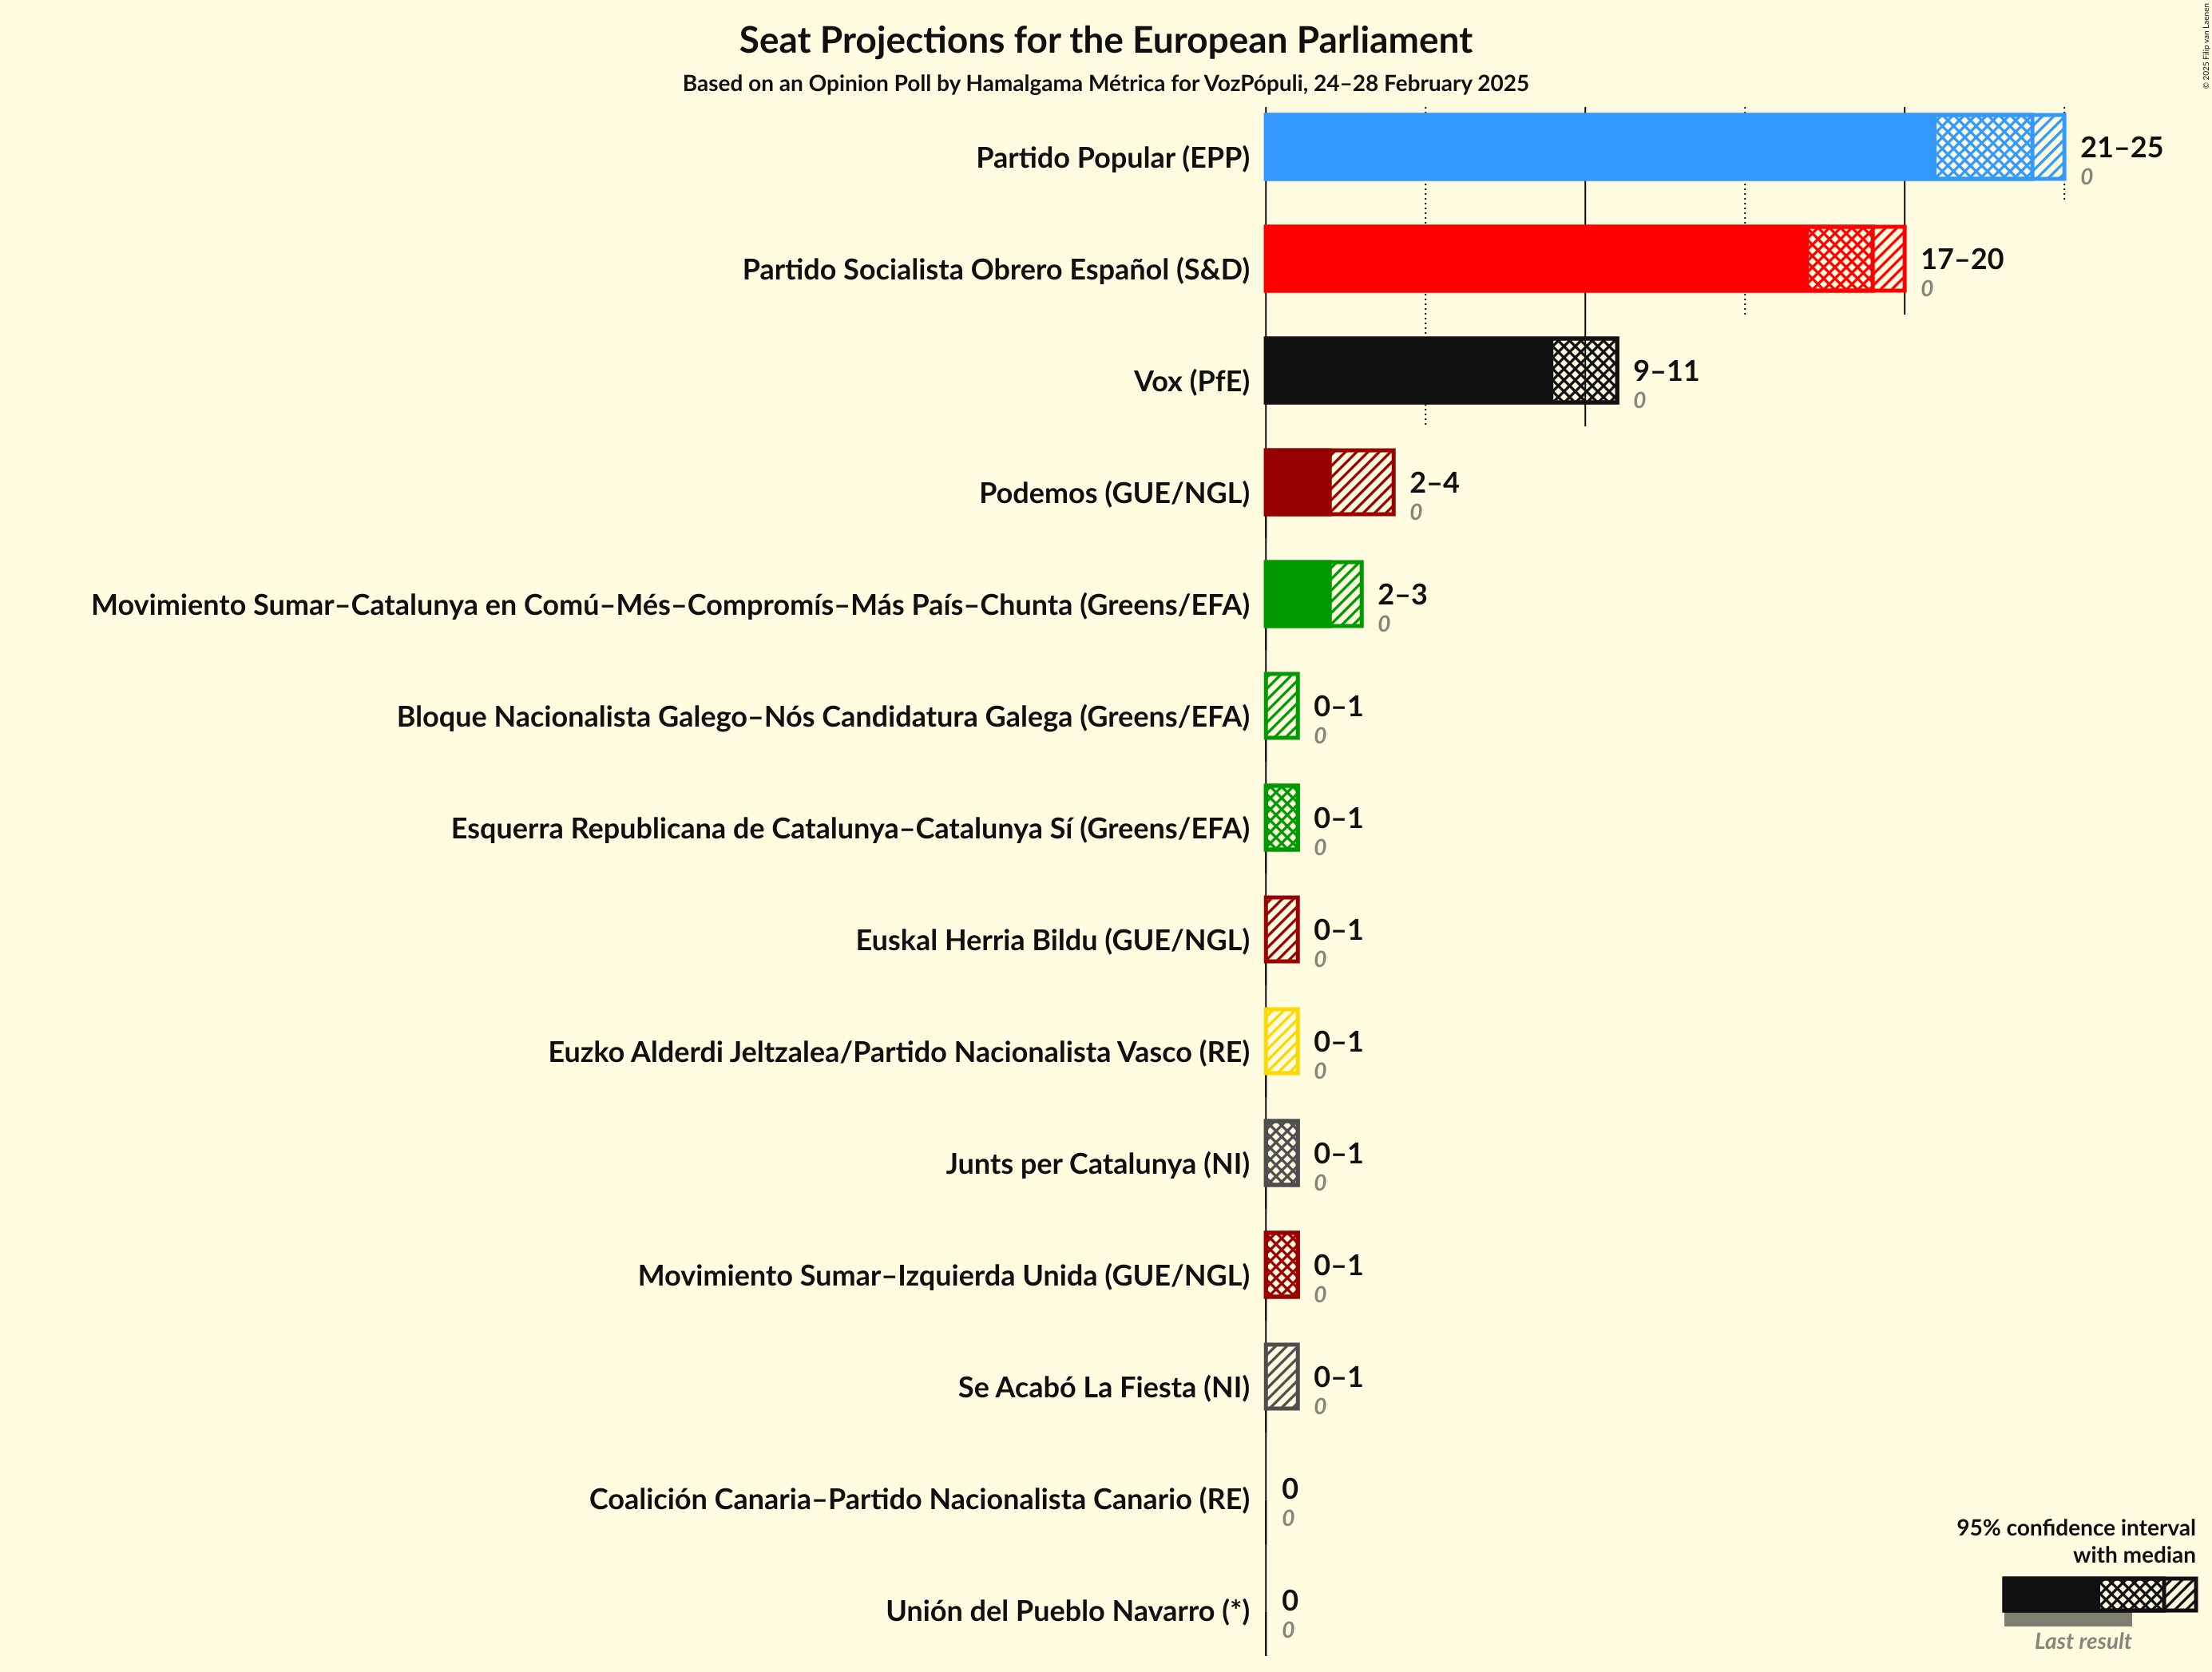 Seat Projections for the European Parliament
Based on an Opinion Poll by Hamalgama Métrica for VozPópuli, 24–28 February 2025
© 2025 Filip van Laenen
Partido Popular (EPP)
21–25
0
Partido Socialista Obrero Español (S&D)
17–20
0
Vox (PfE)
9–11
0
Podemos (GUE/NGL)
2–4
0
Movimiento Sumar–Catalunya en Comú–Més–Compromís–Más País–Chunta (Greens/EFA)
2–3
0
Bloque Nacionalista Galego–Nós Candidatura Galega (Greens/EFA)
0–1
0
Esquerra Republicana de Catalunya–Catalunya Sí (Greens/EFA)
0–1
0
Euskal Herria Bildu (GUE/NGL)
0–1
0
Euzko Alderdi Jeltzalea/Partido Nacionalista Vasco (RE)
0–1
0
Junts per Catalunya (NI)
0–1
0
Movimiento Sumar–Izquierda Unida (GUE/NGL)
0–1
0
Se Acabó La Fiesta (NI)
0–1
0
Coalición Canaria–Partido Nacionalista Canario (RE)
0
0
Unión del Pueblo Navarro (*)
0
0
95% confidence interval
with median
Last result